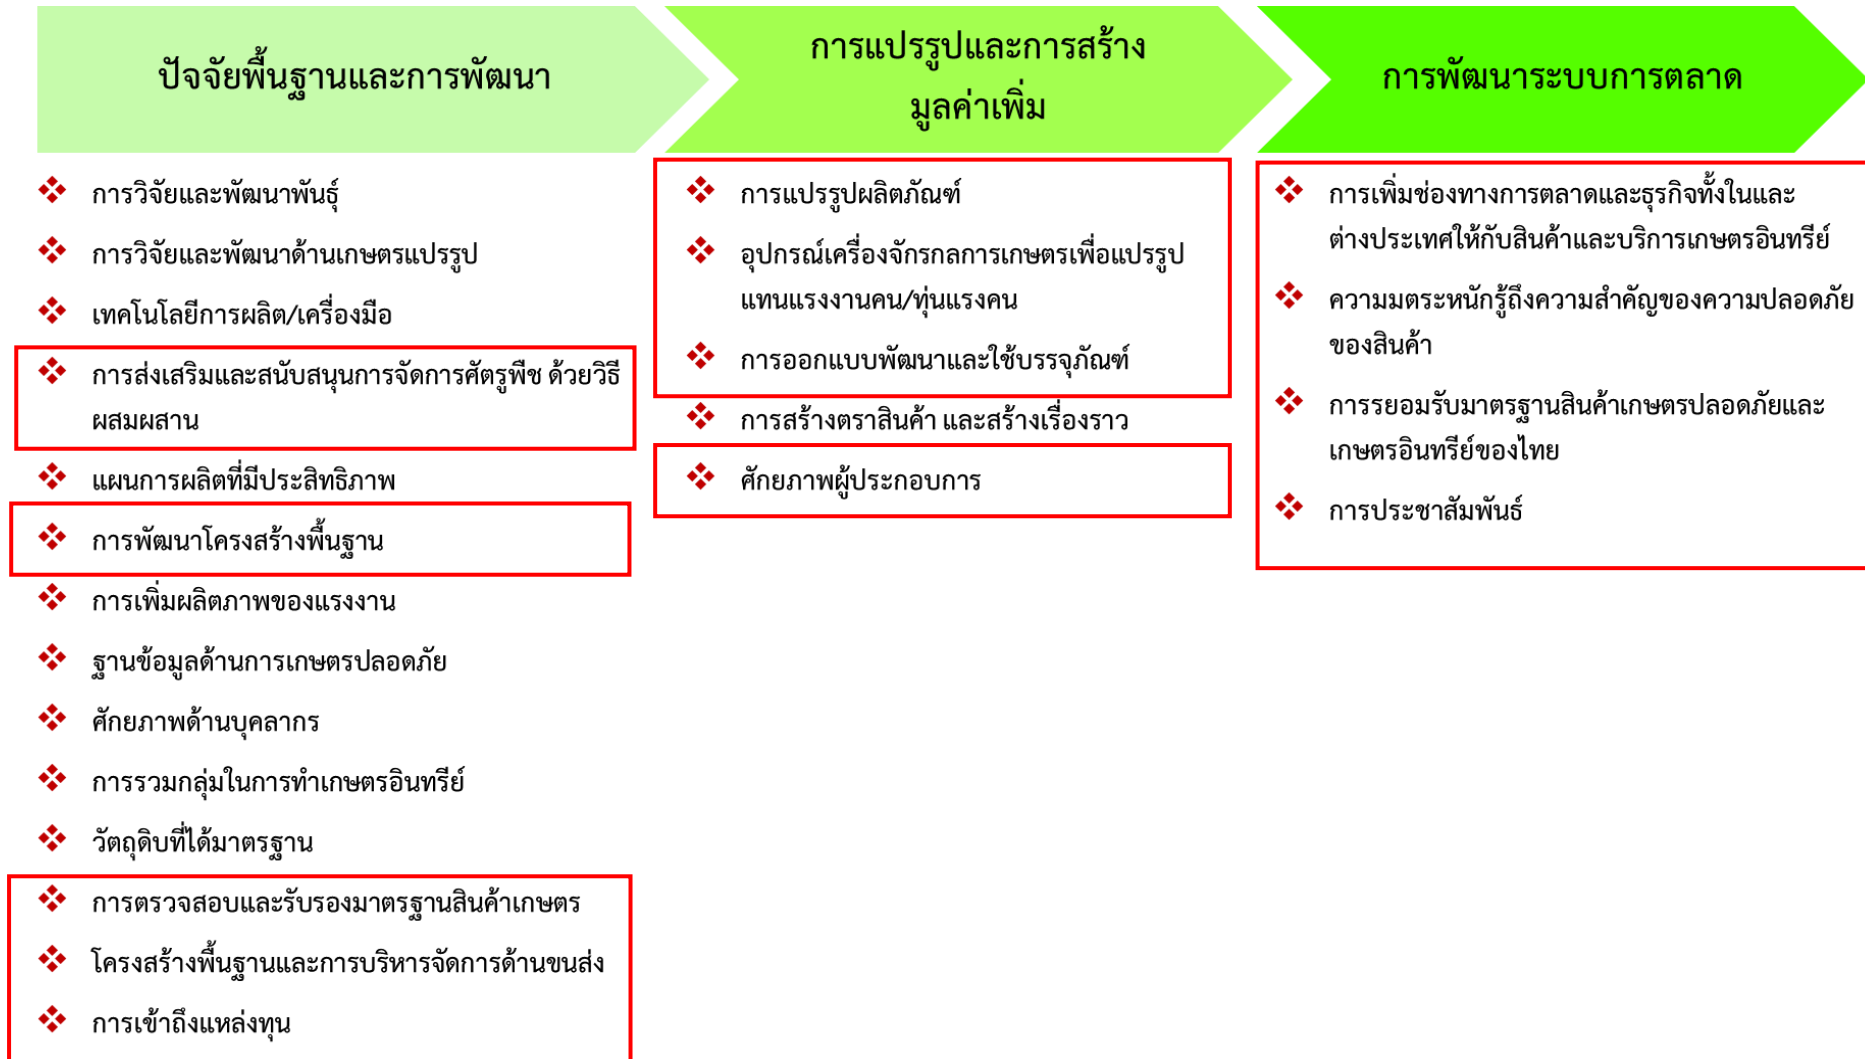 ปัจจัยพื้นฐานและการพัฒนา
การแปรรูปและการสร้าง
มูลค่าเพิ่ม
การพัฒนาระบบการตลาด
การวิจัยและพัฒนาพันธุ์
การวิจัยและพัฒนาด้านเกษตรแปรรูป
เทคโนโลยีการผลิต/เครื่องมือ
การส่งเสริมและสนับสนุนการจัดการศัตรูพืช ด้วยวิธี
ผสมผสาน
แผนการผลิตที่มีประสิทธิภาพ
การพัฒนาโครงสร้างพื้นฐาน
การเพิ่มผลิตภาพของแรงงาน
ฐานข้อมูลด้านการเกษตรปลอดภัย
ศักยภาพด้านบุคลากร
การรวมกลุ่มในการทำเกษตรอินทรีย์
วัตถุดิบที่ได้มาตรฐาน
การตรวจสอบและรับรองมาตรฐานสินค้าเกษตร
โครงสร้างพื้นฐานและการบริหารจัดการด้านขนส่ง
การเข้าถึงแหล่งทุน
การแปรรูปผลิตภัณฑ์
อุปกรณ์เครื่องจักรกลการเกษตรเพื่อแปรรูป
แทนแรงงานคน/ทุ่นแรงคน
การออกแบบพัฒนาและใช้บรรจุภัณฑ์
การสร้างตราสินค้า และสร้างเรื่องราว
ศักยภาพผู้ประกอบการ
การเพิ่มช่องทางการตลาดและธุรกิจทั้งในและ
ต่างประเทศให้กับสินค้าและบริการเกษตรอินทรีย์
ความมตระหนักรู้ถึงความสำคัญของความปลอดภัย
ของสินค้า
การรยอมรับมาตรฐานสินค้าเกษตรปลอดภัยและ
เกษตรอินทรีย์ของไทย
การประชาสัมพันธ์